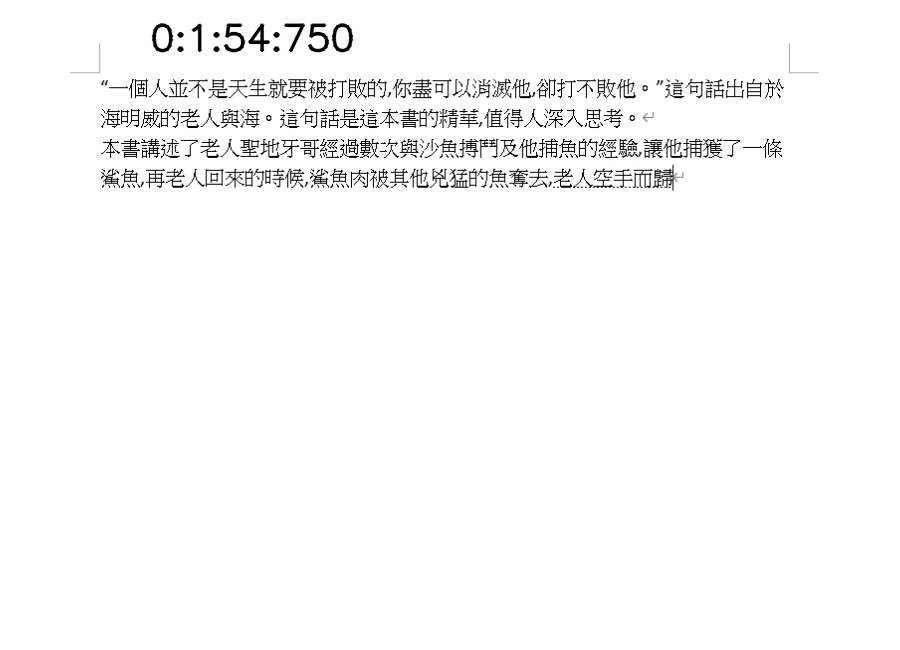 0:1:54:750
“一個人並不是天生就要被打敗的,你盡可以消滅他,卻打不敗他。”這句話出自於
海明威的老人與海。這句話是這本書的精華,值得人深入思考。
本書講述了老人聖地牙哥經過數次與沙魚搏鬥及他捕魚的經驗,讓他捕獲了一條
鯊魚,再老人回來的時候,鯊魚肉被其他兇猛的魚奪去,老人空手而歸